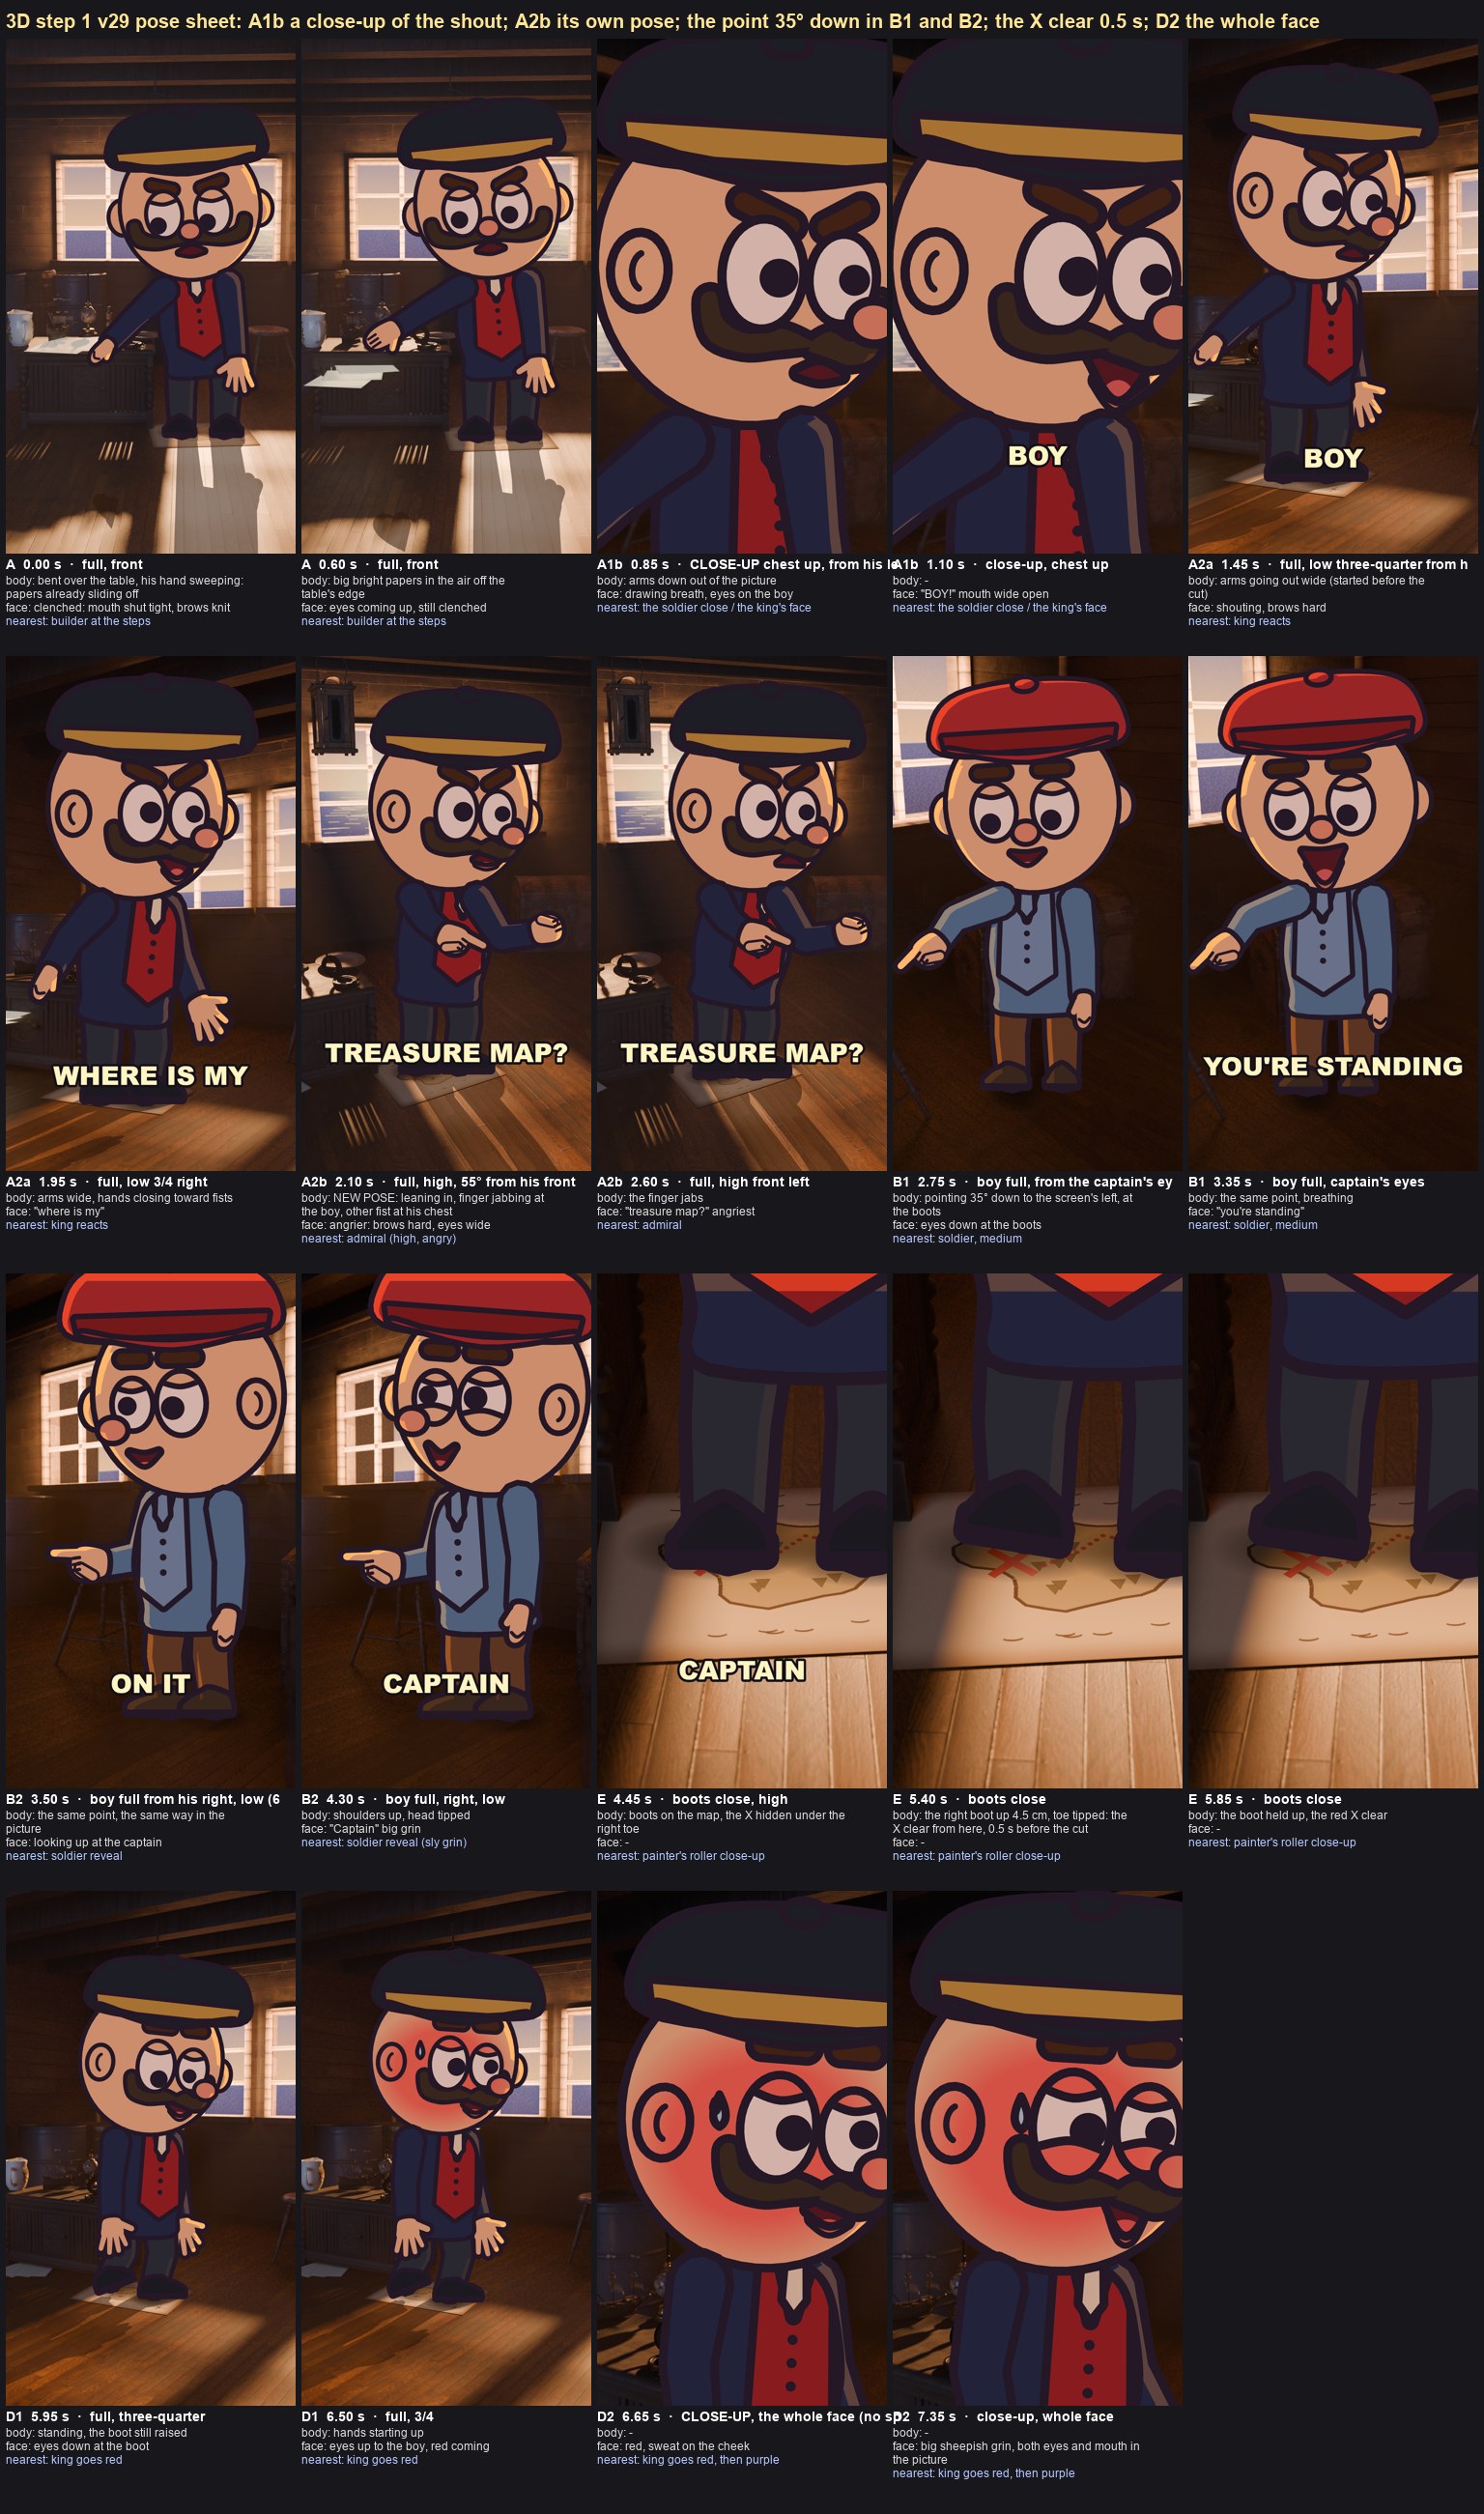 3D step 1 v29 pose sheet: A1b a close-up of the shout; A2b its own pose; the point 35° down in B1 and B2; the X clear 0.5 s; D2 the whole face
BOY
BOY
A 0.00 s · full, front
body: bent over the table, his hand sweeping:
papers already sliding off
face: clenched: mouth shut tight, brows knit
nearest: builder at the steps
A 0.60 s · full, front
body: big bright papers in the air off the
table's edge
face: eyes coming up, still clenched
nearest: builder at the steps
A1b 0.85 s · CLOSE-UP chest up, from his le
body: arms down out of the picture
face: drawing breath, eyes on the boy
nearest: the soldier close / the king's face
A1b 1.10 s · close-up, chest up
body: -
face: "BOY!" mouth wide open
nearest: the soldier close / the king's face
A2a 1.45 s · full, low three-quarter from h
body: arms going out wide (started before the
cut)
face: shouting, brows hard
nearest: king reacts
WHERE IS MY
TREASURE MAP?
TREASURE MAP?
YOU'RE STANDING
A2a 1.95 s · full, low 3/4 right
body: arms wide, hands closing toward fists
face: "where is my"
nearest: king reacts
A2b 2.10 s · full, high, 55° from his front
body: NEW POSE: leaning in, finger jabbing at
the boy, other fist at his chest
face: angrier: brows hard, eyes wide
nearest: admiral (high, angry)
A2b 2.60 s · full, high front left
body: the finger jabs
face: "treasure map?" angriest
nearest: admiral
B1 2.75 s · boy full, from the captain's ey
body: pointing 35° down to the screen's left, at
the boots
face: eyes down at the boots
nearest: soldier, medium
B1 3.35 s · boy full, captain's eyes
body: the same point, breathing
face: "you're standing"
nearest: soldier, medium
ON IT
CAPTAIN
CAPTAIN
B2 3.50 s · boy full from his right, low (6
body: the same point, the same way in the
picture
face: looking up at the captain
nearest: soldier reveal
B2 4.30 s · boy full, right, low
body: shoulders up, head tipped
face: "Captain" big grin
nearest: soldier reveal (sly grin)
E 4.45 s · boots close, high
body: boots on the map, the X hidden under the
right toe
face: -
nearest: painter's roller close-up
E 5.40 s · boots close
body: the right boot up 4.5 cm, toe tipped: the
X clear from here, 0.5 s before the cut
face: -
nearest: painter's roller close-up
E 5.85 s · boots close
body: the boot held up, the red X clear
face: -
nearest: painter's roller close-up
D1 5.95 s · full, three-quarter
body: standing, the boot still raised
face: eyes down at the boot
nearest: king goes red
D1 6.50 s · full, 3/4
body: hands starting up
face: eyes up to the boy, red coming
nearest: king goes red
D2 6.65 s · CLOSE-UP, the whole face (no s
body: -
face: red, sweat on the cheek
nearest: king goes red, then purple
D2 7.35 s · close-up, whole face
body: -
face: big sheepish grin, both eyes and mouth in
the picture
nearest: king goes red, then purple